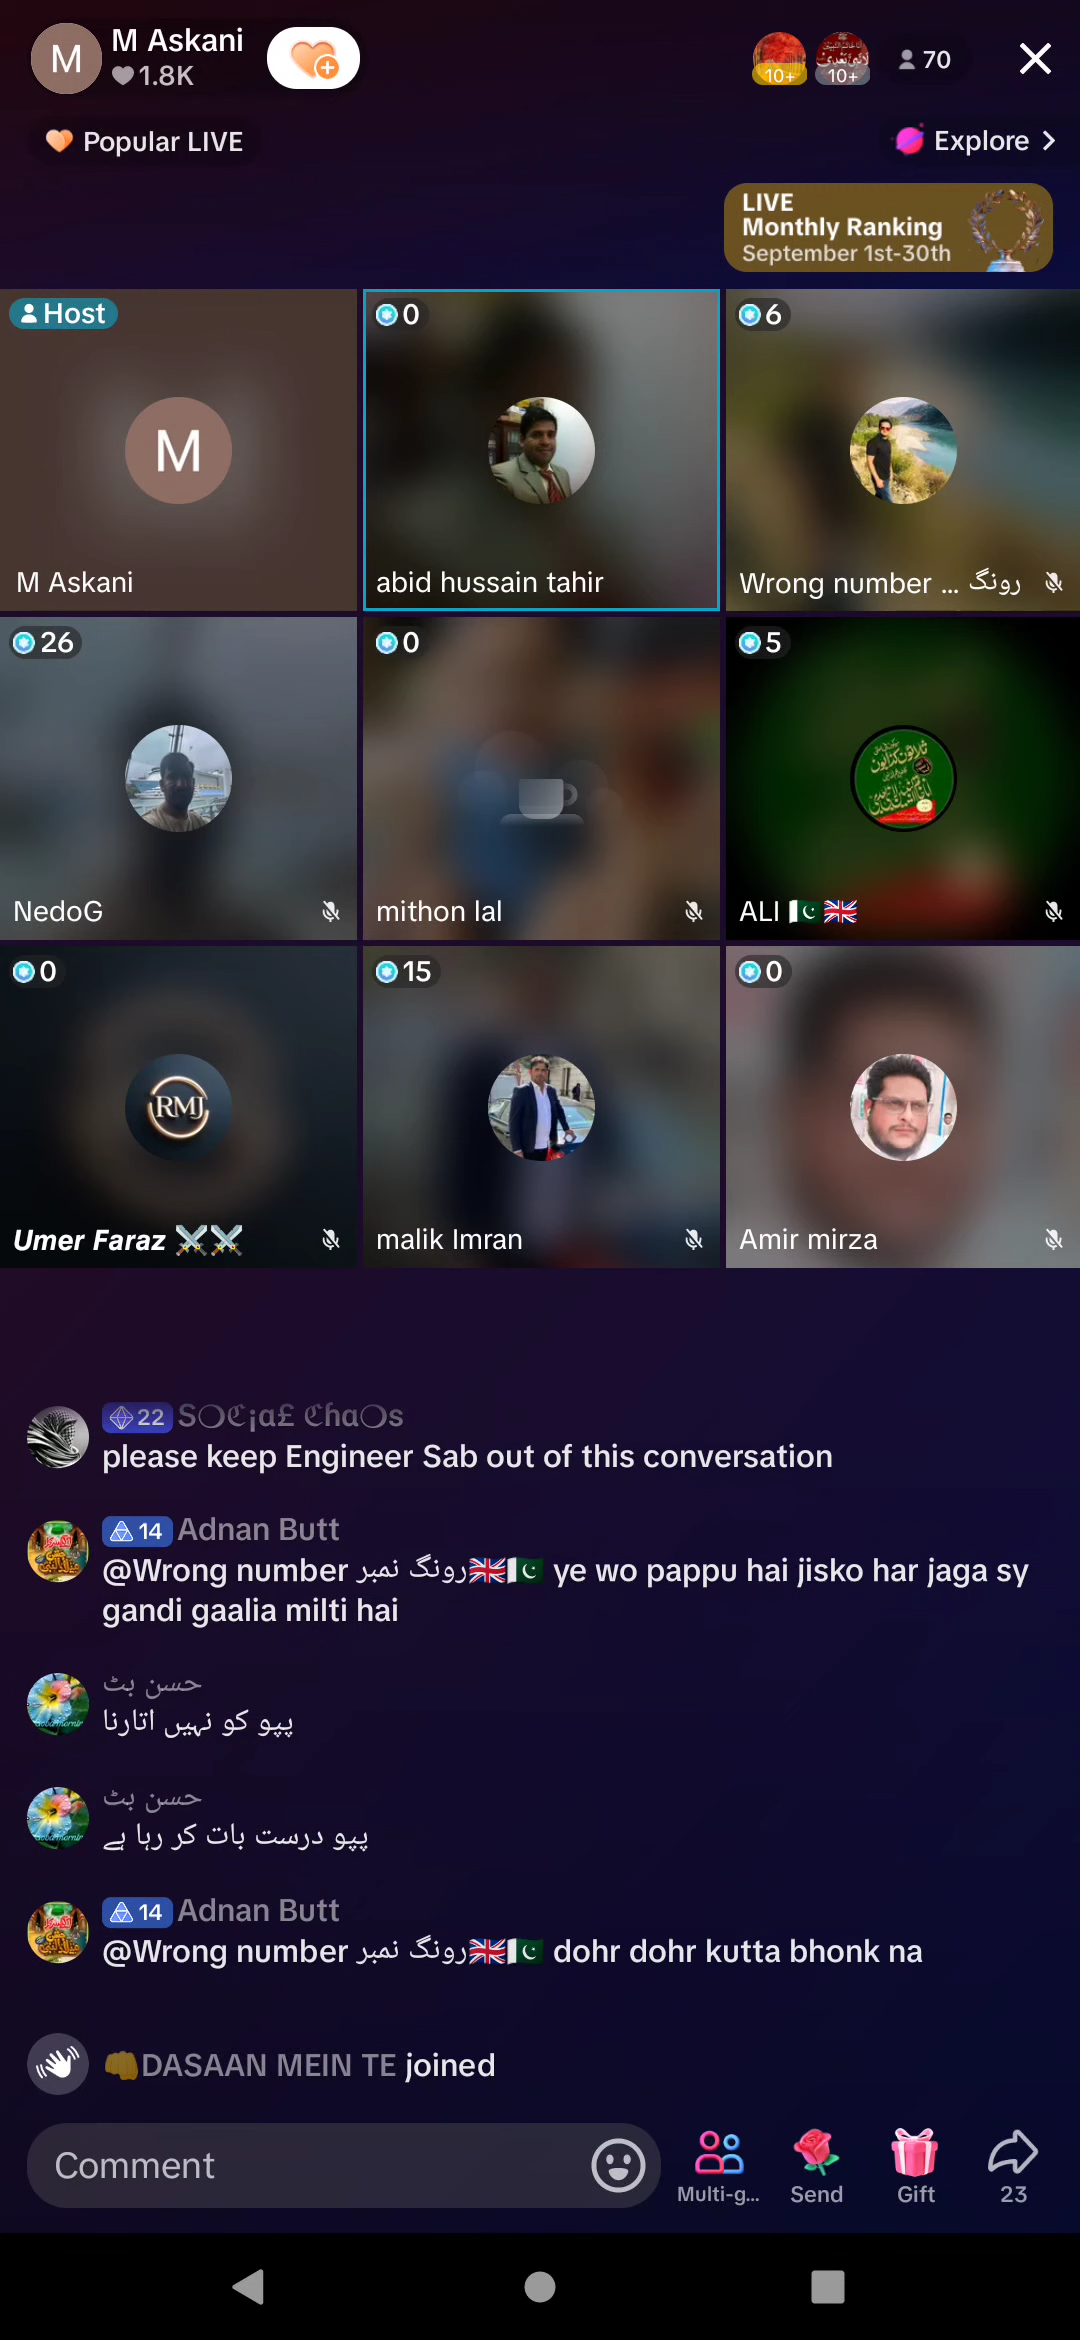 M
M Askani
1.8K
10+
10+
70
Popular LIVE
Explore
LIVE
Monthly Ranking
September 1st-30th
Host
M
M Askani
0
abid hussain tahir
6
Wrong number ... رونگ
26
NedoG
0
mithon lal
5
ALI 🇵🇰🇬🇧
0
RMJ
Umer Faraz ⚔️⚔️
15
malik Imran
0
Amir mirza
22 S❍ℭ¡α£ ℭhα❍s
please keep Engineer Sab out of this conversation
14 Adnan Butt
@Wrong number رونگ نمبر🇬🇧🇵🇰 ye wo pappu hai jisko har jaga sy
gandi gaalia milti hai
حسن بٹ
پپو کو نہیں اتارنا
حسن بٹ
پپو درست بات کر رہا ہے
14 Adnan Butt
@Wrong number رونگ نمبر🇬🇧🇵🇰 dohr dohr kutta bhonk na
👊DASAAN MEIN TE joined
Comment
Multi-g...
Send
Gift
23